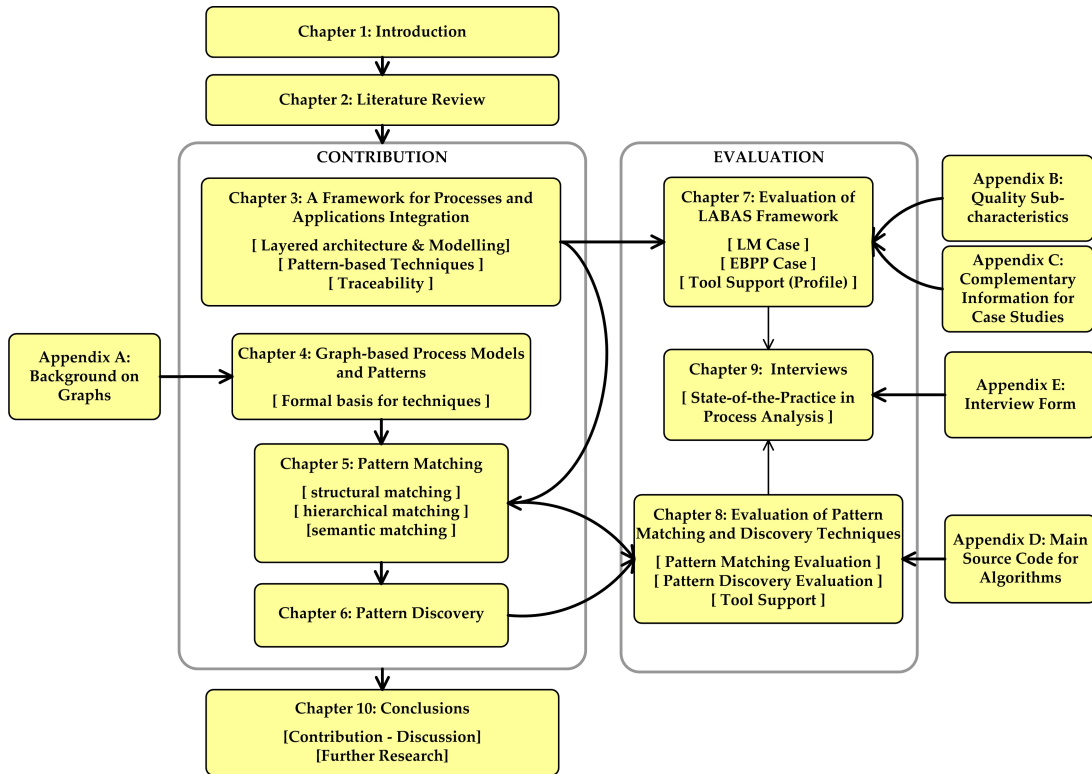 Chapter 1: Introduction
Chapter 2: Literature Review
CONTRIBUTION
Chapter 3: A Framework for Processes and
Applications Integration
[ Layered architecture & Modelling]
[ Pattern-based Techniques ]
[ Traceability ]
Appendix A:
Background on
Graphs
Chapter 4: Graph-based Process Models
and Patterns
[ Formal basis for techniques ]
Chapter 5: Pattern Matching
[ structural matching ]
[ hierarchical matching ]
[semantic matching ]
Chapter 6: Pattern Discovery
EVALUATION
Chapter 7: Evaluation of
LABAS Framework
[ LM Case ]
[ EBPP Case ]
[ Tool Support (Profile) ]
Chapter 9:  Interviews
[ State-of-the-Practice in
Process Analysis ]
Chapter 8: Evaluation of Pattern
Matching and Discovery Techniques
[ Pattern Matching Evaluation ]
[ Pattern Discovery Evaluation ]
[ Tool Support ]
Appendix B:
Quality Sub-
characteristics
Appendix C:
Complementary
Information for
Case Studies
Appendix E:
Interview Form
Appendix D: Main
Source Code for
Algorithms
Chapter 10: Conclusions
[Contribution - Discussion]
[Further Research]